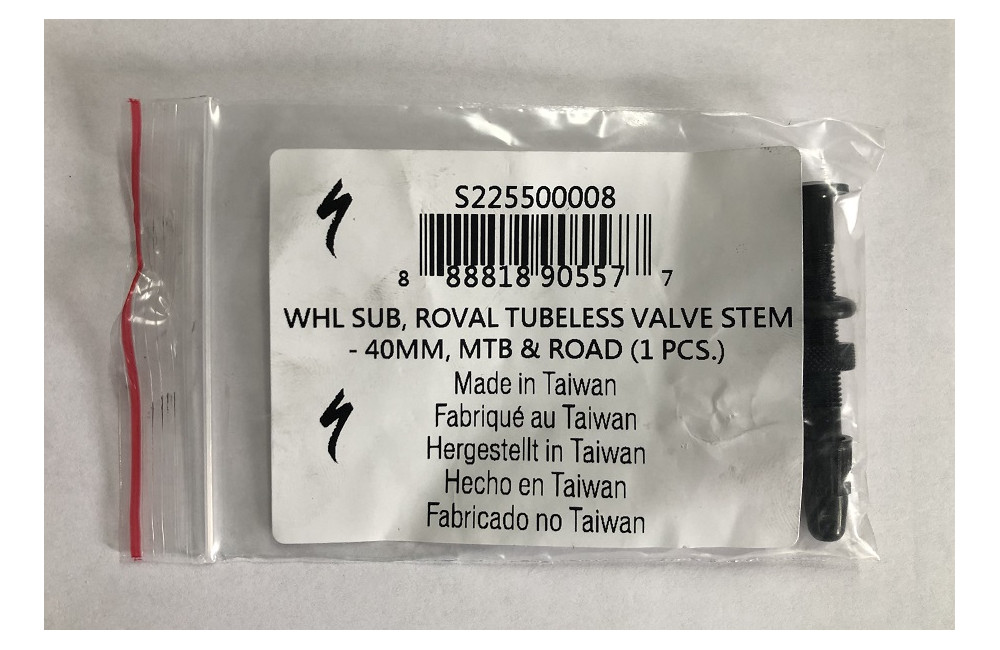 S225500008
8 88818 90557 7
WHL SUB, ROVAL TUBELESS VALVE STEM
- 40MM, MTB & ROAD (1 PCS.)
Made in Taiwan
Fabriqué au Taiwan
Hergestellt in Taiwan
Hecho en Taiwan
Fabricado no Taiwan